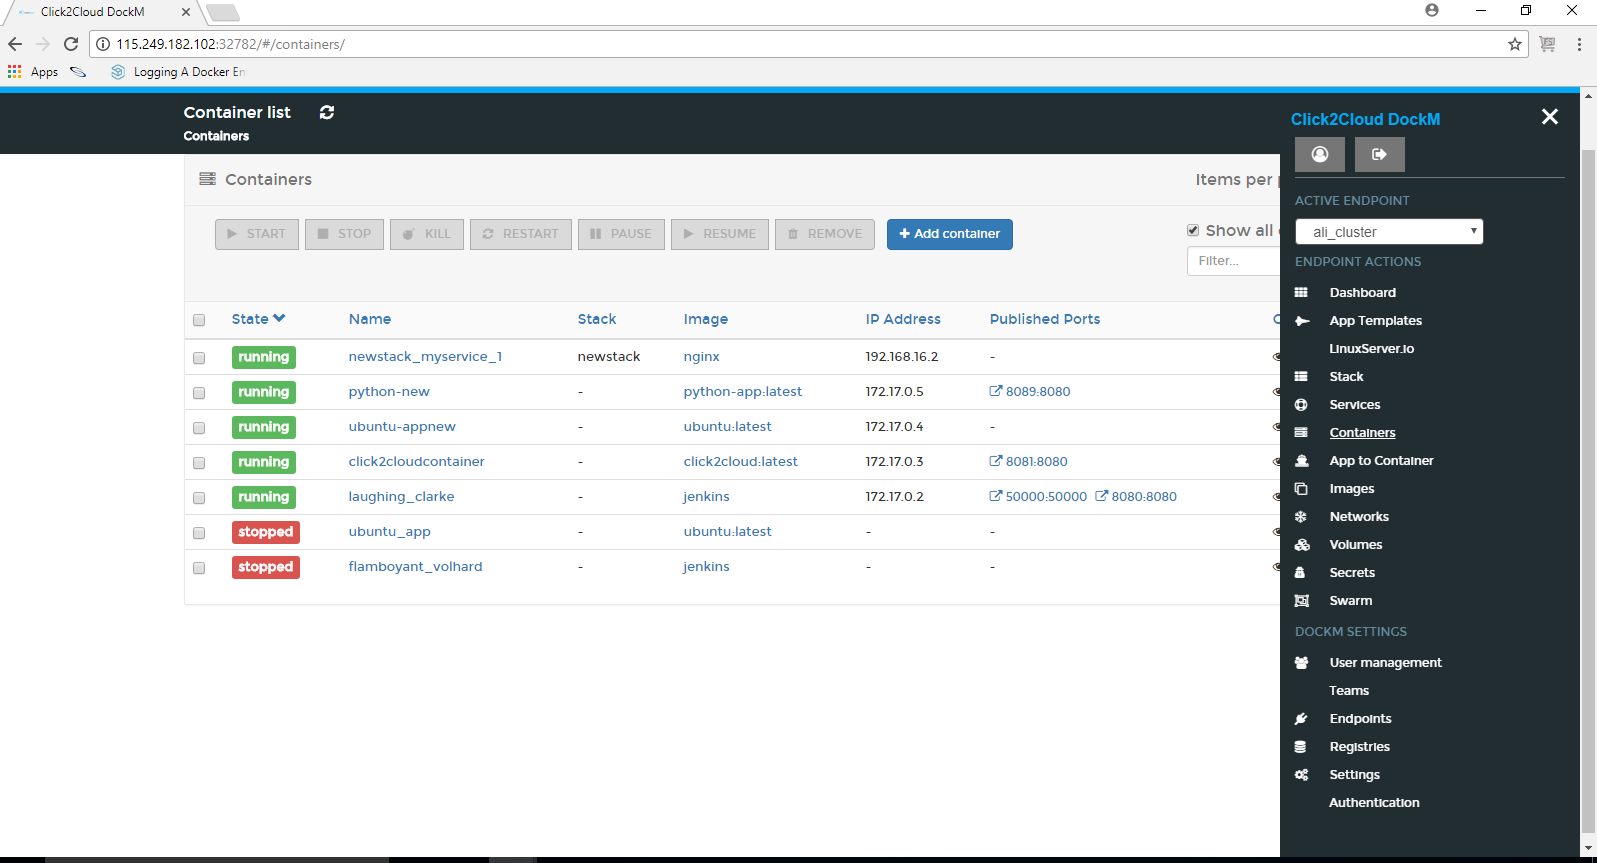 Click2Cloud DockM
115.249.182.102:32782/#/containers/
Apps
Logging A Docker En
Container list
Containers
Containers
Items per
START STOP KILL RESTART PAUSE RESUME REMOVE + Add container
Show all
Filter...
State Name Stack Image IP Address Published Ports
running newstack_myservice_1 newstack nginx 192.168.16.2 -
running python-new - python-app:latest 172.17.0.5 8089:8080
running ubuntu-appnew - ubuntu:latest 172.17.0.4 -
running click2cloudcontainer - click2cloud:latest 172.17.0.3 8081:8080
running laughing_clarke - jenkins 172.17.0.2 50000:50000 8080:8080
stopped ubuntu_app - ubuntu:latest - -
stopped flamboyant_volhard - jenkins - -
Click2Cloud DockM
ACTIVE ENDPOINT
ali_cluster
ENDPOINT ACTIONS
Dashboard
App Templates
LinuxServer.io
Stack
Services
Containers
App to Container
Images
Networks
Volumes
Secrets
Swarm
DOCKM SETTINGS
User management
Teams
Endpoints
Registries
Settings
Authentication